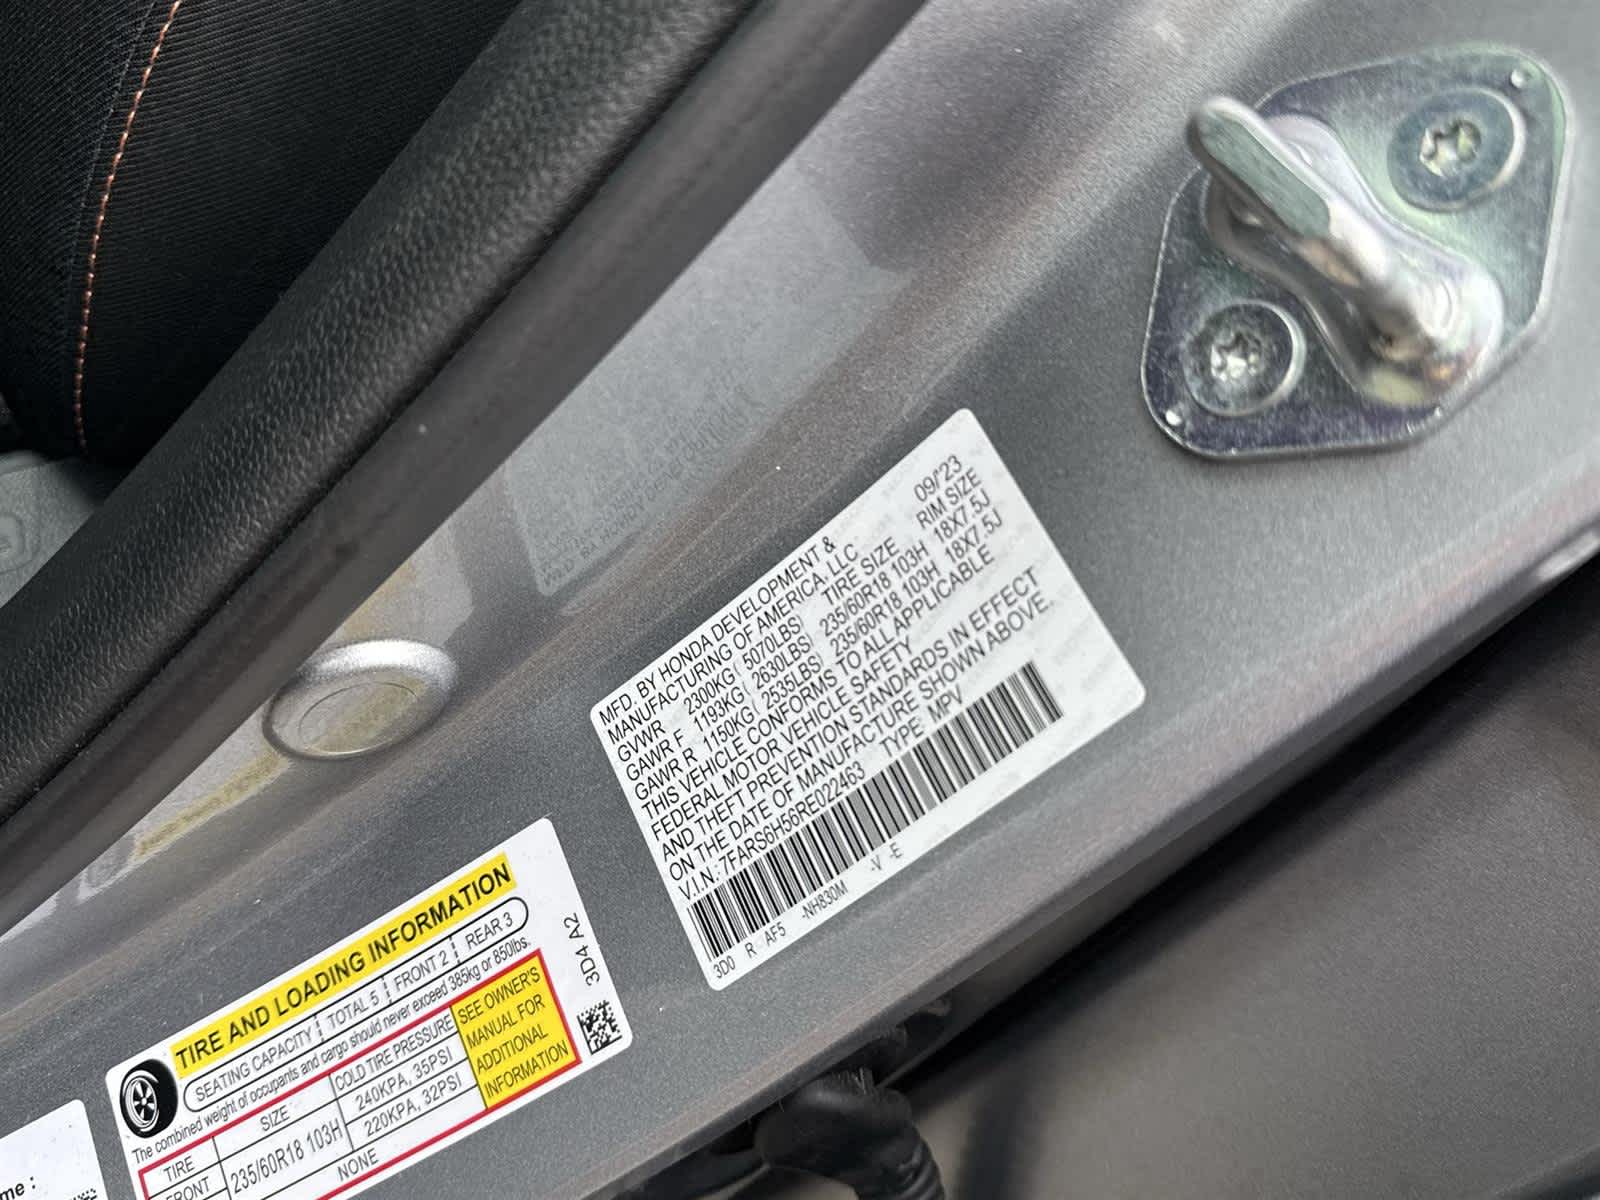 MFD. BY HONDA DEVELOPMENT &
MANUFACTURING OF AMERICA, LLC 09/'23
GVWR 2300KG( 5070LBS) TIRE SIZE RIM SIZE
GAWR F 1193KG( 2630LBS) 235/60R18 103H 18X7.5J
GAWR R 1150KG( 2535LBS) 235/60R18 103H 18X7.5J
THIS VEHICLE CONFORMS TO ALL APPLICABLE
FEDERAL MOTOR VEHICLE SAFETY
AND THEFT PREVENTION STANDARDS IN EFFECT
ON THE DATE OF MANUFACTURE SHOWN ABOVE.
V.I.N.: 7FARS6H56RE022463 TYPE: MPV
3D0 R AF5 -NH830M -V -E
TIRE AND LOADING INFORMATION
SEATING CAPACITY TOTAL 5 FRONT 2 REAR 3
The combined weight of occupants and cargo should never exceed 385kg or 850lbs.
TIRE SIZE COLD TIRE PRESSURE
FRONT 235/60R18 103H 240KPA, 35PSI
220KPA, 32PSI
NONE
SEE OWNER'S
MANUAL FOR
ADDITIONAL
INFORMATION
3D4 A2
me :